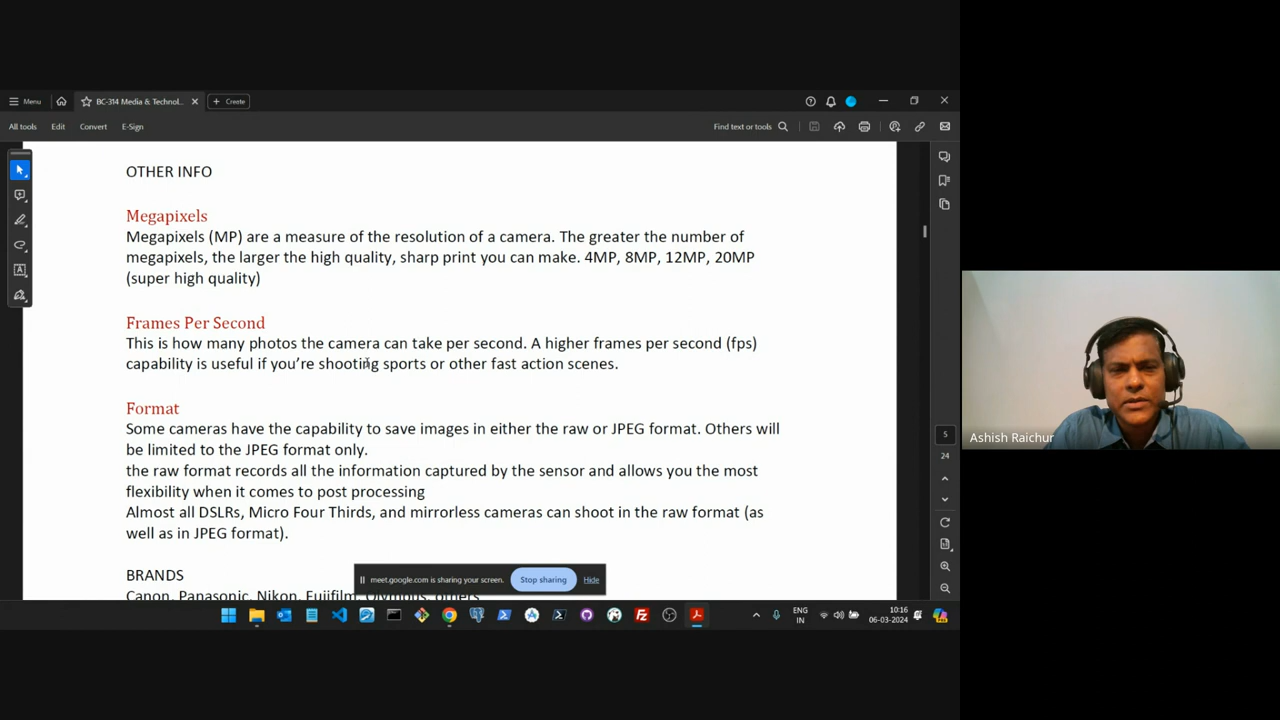 Menu
BC-314 Media & Technol...
Create
All tools
Edit
Convert
E-Sign
Find text or tools
OTHER INFO
Megapixels
Megapixels (MP) are a measure of the resolution of a camera. The greater the number of
megapixels, the larger the high quality, sharp print you can make. 4MP, 8MP, 12MP, 20MP
(super high quality)
Frames Per Second
This is how many photos the camera can take per second. A higher frames per second (fps)
capability is useful if you're shooting sports or other fast action scenes.
Format
Some cameras have the capability to save images in either the raw or JPEG format. Others will
be limited to the JPEG format only.
the raw format records all the information captured by the sensor and allows you the most
flexibility when it comes to post processing
Almost all DSLRs, Micro Four Thirds, and mirrorless cameras can shoot in the raw format (as
well as in JPEG format).
BRANDS
Canon, Panasonic, Nikon, Fujifilm, Olympus, others
5
24
meet.google.com is sharing your screen.
Stop sharing
Hide
ENG
IN
10:16
06-03-2024
Ashish Raichur